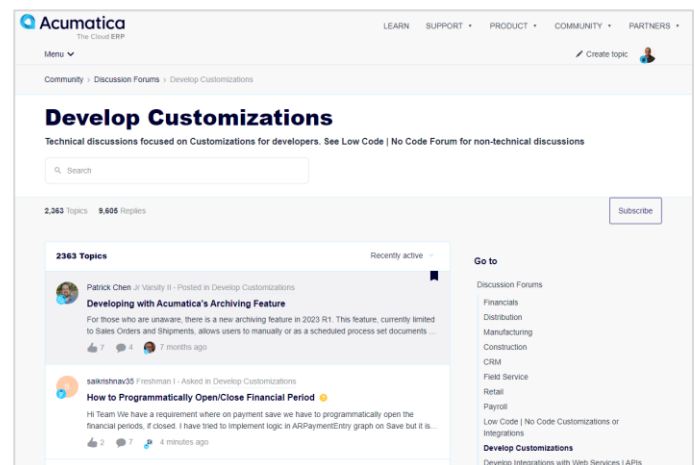 Acumatica
The Cloud ERP
LEARN SUPPORT PRODUCT COMMUNITY PARTNERS
Menu
Create topic
Community > Discussion Forums > Develop Customizations
Develop Customizations
Technical discussions focused on Customizations for developers. See Low Code | No Code Forum for non-technical discussions
Search
2,363 Topics 9,605 Replies
Subscribe
2363 Topics
Recently active
Patrick Chen Jr Varsity II - Posted in Develop Customizations
Developing with Acumatica's Archiving Feature
For those who are unaware, there is a new archiving feature in 2023 R1. This feature, currently limited
to Sales Orders and Shipments, allows users to manually or as a scheduled process set documents ...
7 4 7 months ago
saikrishnav35 Freshman I - Asked in Develop Customizations
How to Programmatically Open/Close Financial Period
Hi Team We have a requirement where on payment save we have to programmatically open the
financial periods, if closed. I have tried to implement logic in ARPaymentEntry graph on Save but it is...
2 7 4 minutes ago
Go to
Discussion Forums
Financials
Distribution
Manufacturing
Construction
CRM
Field Service
Retail
Payroll
Low Code | No Code Customizations or
Integrations
Develop Customizations
Develop Integrations with Web Services | APIs